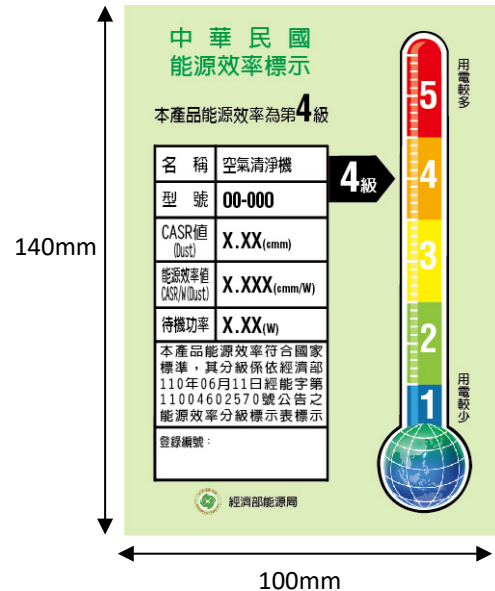 中華民國
能源效率標示
本產品能源效率為第4級
名稱 空氣清淨機
型號 00-000
CASR值
(Dust)
X.XX(cmm)
能源效率值
CASR/W(Dust)
X.XXX(cmm/W)
待機功率 X.XX(W)
本產品能源效率符合國家
標準，其分級係依經濟部
110年06月11日經能字第
11004602570號公告之
能源效率分級標示表標示
登錄編號：
經濟部能源局
4級
用電較多
5
4
3
2
1
用電較少
140mm
100mm